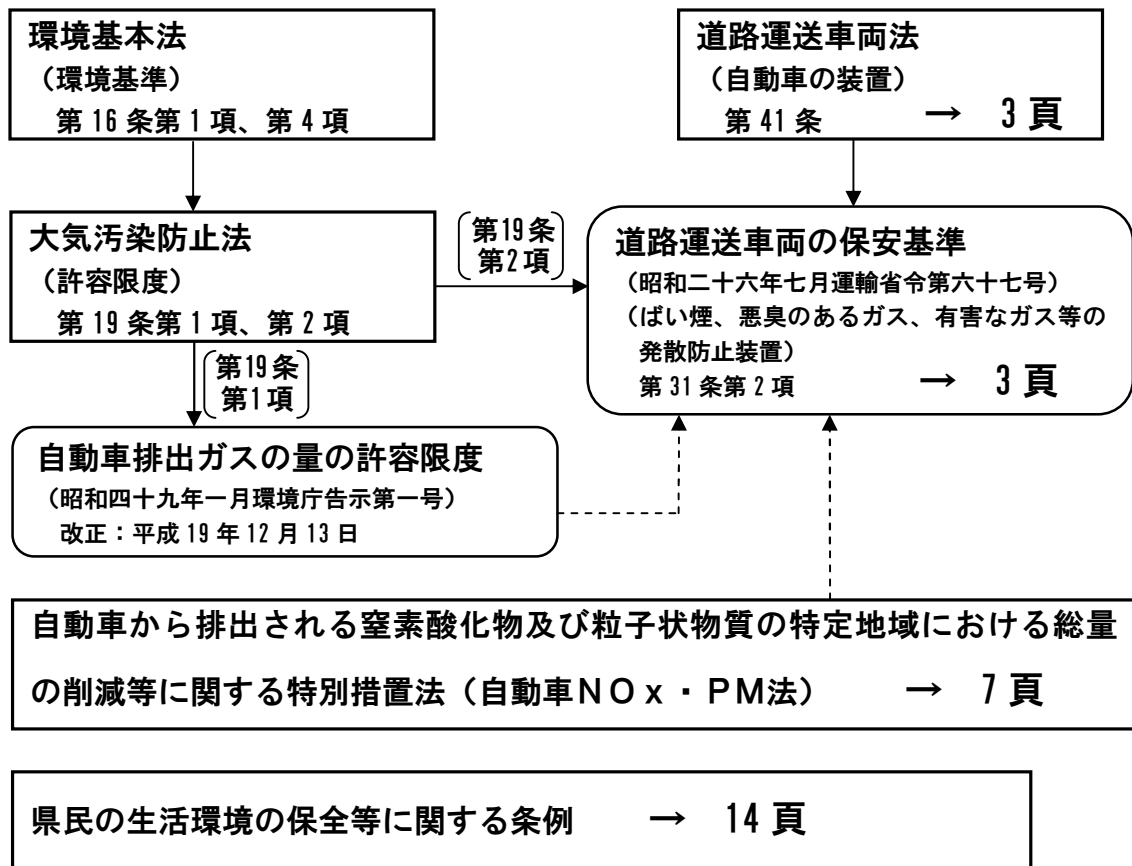 環境基本法
（環境基準）
第16条第1項、第4項
道路運送車両法
（自動車の装置）
第41条 → 3頁
大気汚染防止法
（許容限度）
第19条第1項、第2項
第19条
第2項
道路運送車両の保安基準
（昭和二十六年七月運輸省令第六十七号）
（ばい煙、悪臭のあるガス、有害なガス等の
発散防止装置）
第31条第2項 → 3頁
第19条
第1項
自動車排出ガスの量の許容限度
（昭和四十九年一月環境庁告示第一号）
改正：平成19年12月13日
自動車から排出される窒素酸化物及び粒子状物質の特定地域における総量
の削減等に関する特別措置法（自動車ＮＯｘ・ＰＭ法） → 7頁
県民の生活環境の保全等に関する条例 → 14頁